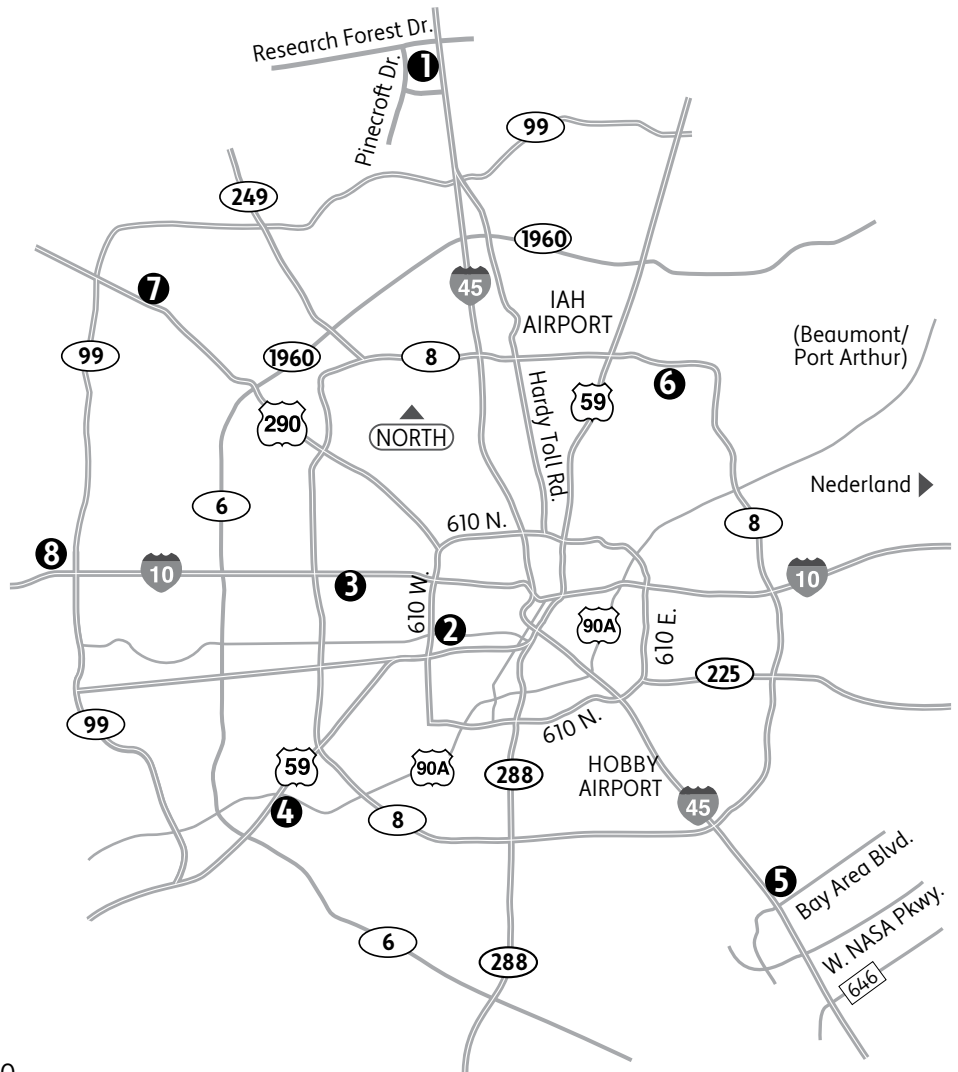 Research Forest Dr.
1
Pinecroft Dr.
99
249
1960
7
45
IAH
AIRPORT
(Beaumont/
Port Arthur)
99
1960
8
6
59
Hardy Toll Rd.
290
NORTH
Nederland
6
8
610 N.
8
10
3
10
610 W.
2
90A
610 E.
225
99
610 N.
59
90A
288
HOBBY
AIRPORT
4
8
45
5
Bay Area Blvd.
W. NASA Pkwy.
6
288
646